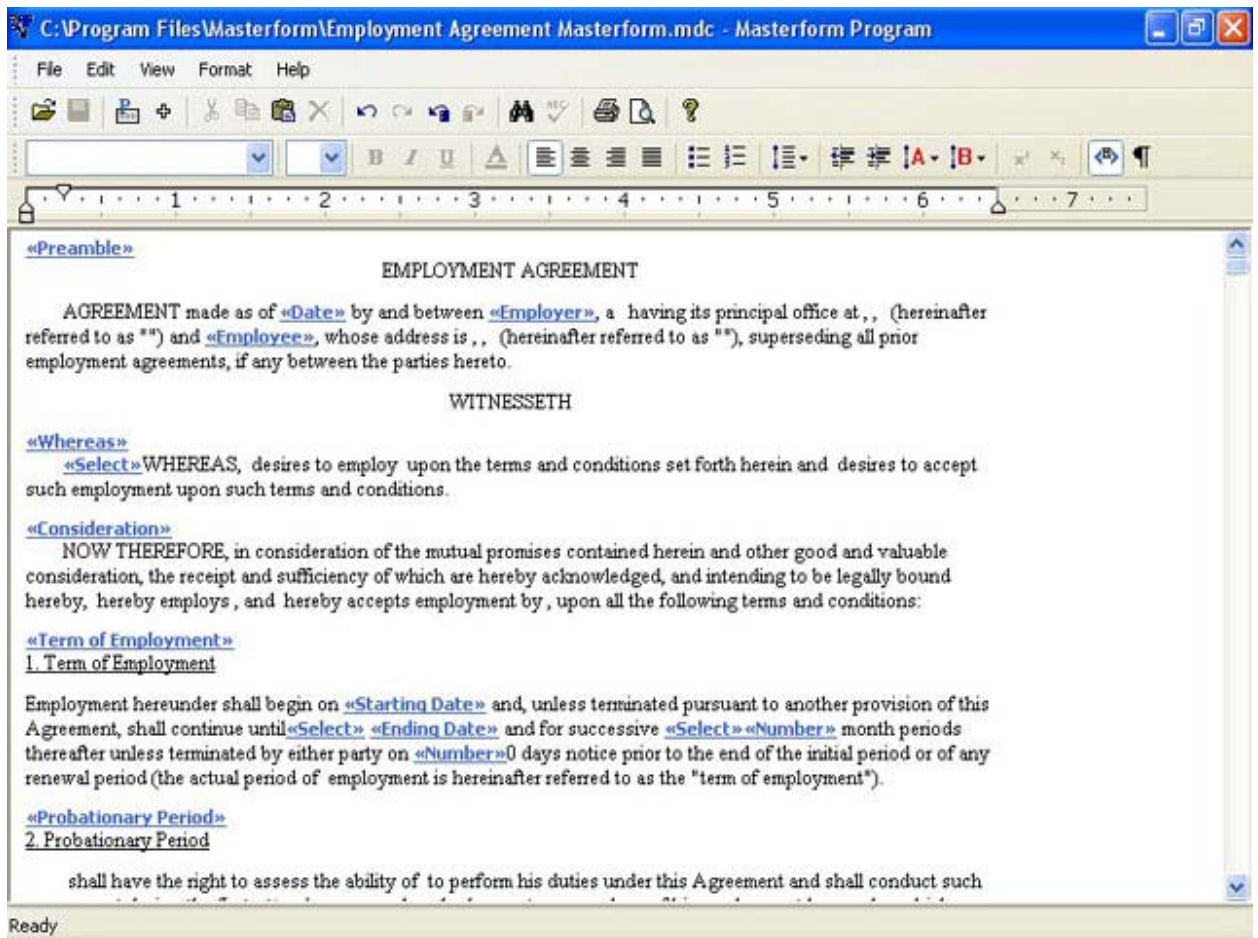 C:\Program Files\Masterform\Employment Agreement Masterform.mdc - Masterform Program
File Edit View Format Help
B I U A A B x² x₂ <B> ¶
1 2 3 4 5 6 7
«Preamble»
EMPLOYMENT AGREEMENT
AGREEMENT made as of «Date» by and between «Employer», a having its principal office at , , (hereinafter
referred to as "") and «Employee», whose address is , , (hereinafter referred to as ""), superseding all prior
employment agreements, if any between the parties hereto.
WITNESSETH
«Whereas»
«Select»WHEREAS, desires to employ upon the terms and conditions set forth herein and desires to accept
such employment upon such terms and conditions.
«Consideration»
NOW THEREFORE, in consideration of the mutual promises contained herein and other good and valuable
consideration, the receipt and sufficiency of which are hereby acknowledged, and intending to be legally bound
hereby, hereby employs , and hereby accepts employment by , upon all the following terms and conditions:
«Term of Employment»
1. Term of Employment
Employment hereunder shall begin on «Starting Date» and, unless terminated pursuant to another provision of this
Agreement, shall continue until«Select» «Ending Date» and for successive «Select»«Number» month periods
thereafter unless terminated by either party on «Number»0 days notice prior to the end of the initial period or of any
renewal period (the actual period of employment is hereinafter referred to as the "term of employment").
«Probationary Period»
2. Probationary Period
shall have the right to assess the ability of to perform his duties under this Agreement and shall conduct such
Ready